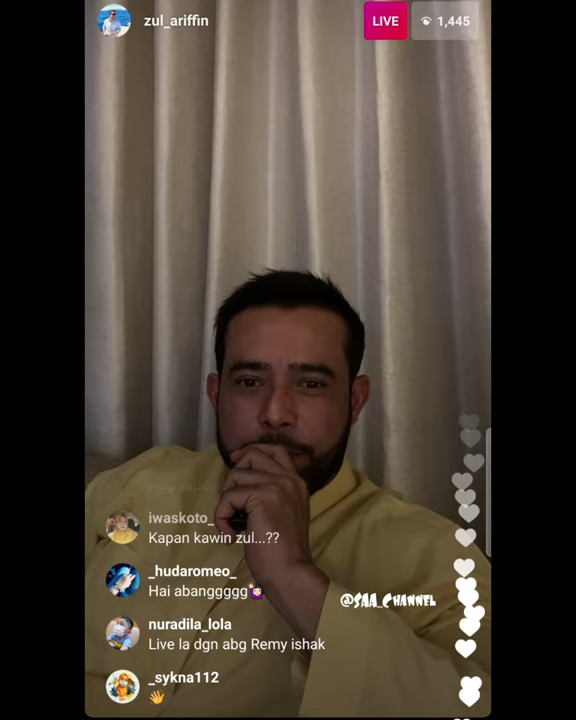 zul_ariffin
LIVE
1,445
iwaskoto_
Kapan kawin zul...??
_hudaromeo_
Hai abanggggg🤷🏻‍♀️
@SAA_CHANNEL
nuradila_lola
Live la dgn abg Remy ishak
_sykna112
👋